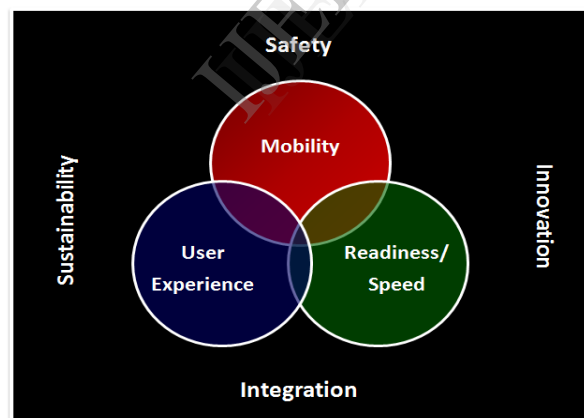 Safety
Mobility
Sustainability
Innovation
User
Experience
Readiness/
Speed
Integration